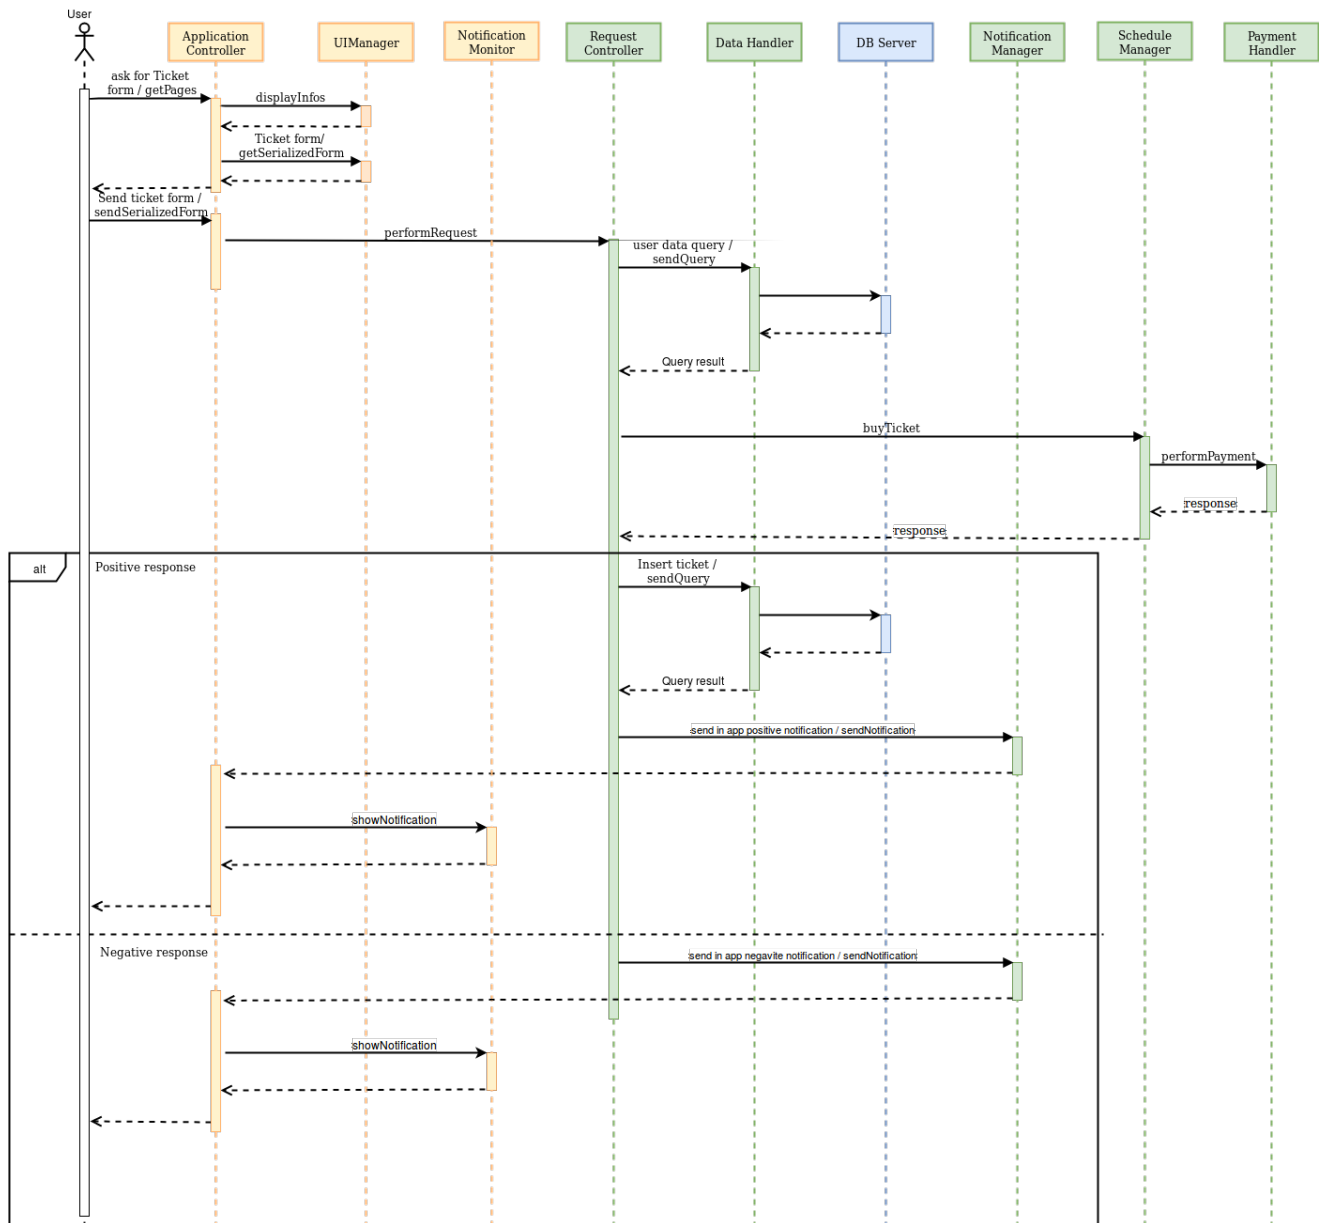 User
Application
Controller
UIManager
Notification
Monitor
Request
Controller
Data Handler
DB Server
Notification
Manager
Schedule
Manager
Payment
Handler
ask for Ticket
form / getPages
displayInfos
Ticket form/
getSerializedForm
Send ticket form /
sendSerializedForm
performRequest
user data query /
sendQuery
Query result
buyTicket
performPayment
response
response
alt
Positive response
Insert ticket /
sendQuery
Query result
send in app positive notification / sendNotification
showNotification
Negative response
send in app negavite notification / sendNotification
showNotification